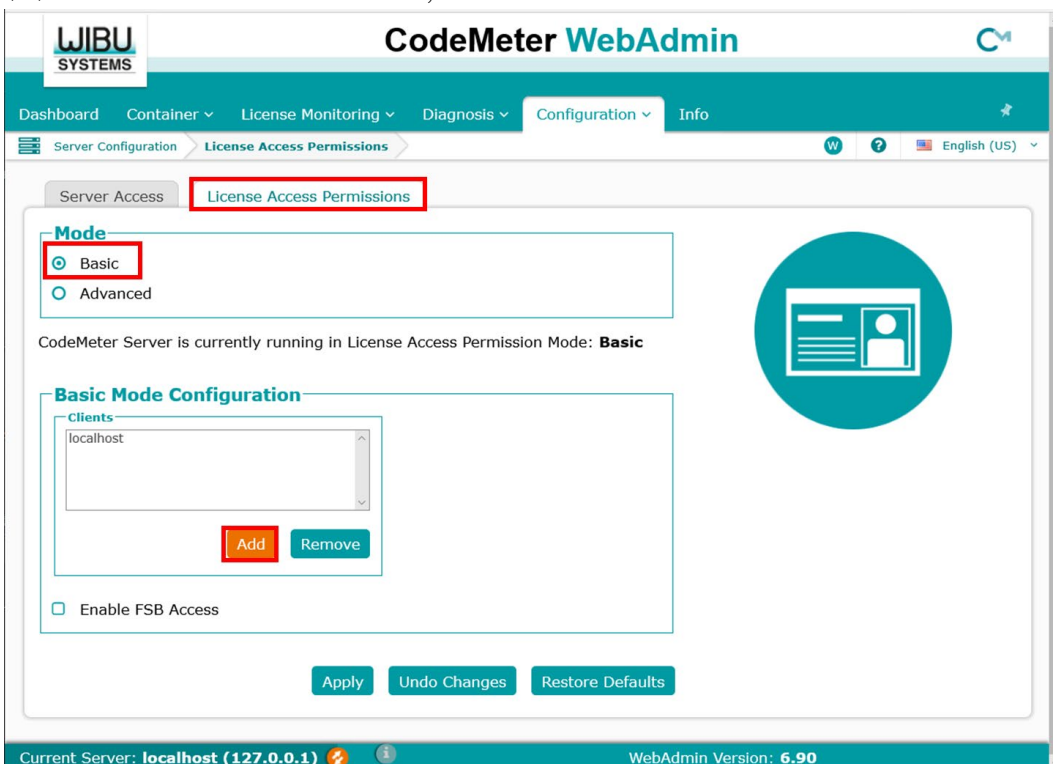 WIBU
SYSTEMS
CodeMeter WebAdmin
Dashboard Container License Monitoring Diagnosis Configuration Info
Server Configuration License Access Permissions W ? English (US)
Server Access License Access Permissions
Mode
Basic
Advanced
CodeMeter Server is currently running in License Access Permission Mode: Basic
Basic Mode Configuration
Clients
localhost
Add Remove
Enable FSB Access
Apply Undo Changes Restore Defaults
Current Server: localhost (127.0.0.1) i WebAdmin Version: 6.90